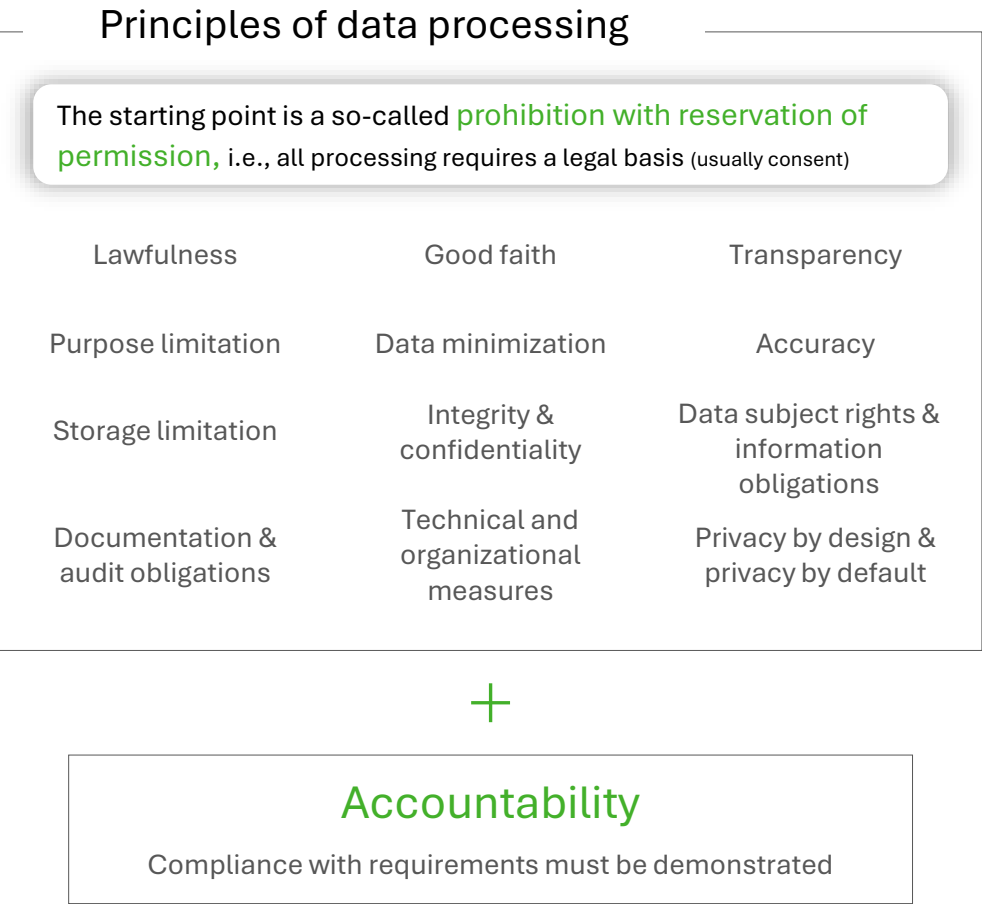 Principles of data processing
The starting point is a so-called prohibition with reservation of
permission, i.e., all processing requires a legal basis (usually consent)
Lawfulness
Good faith
Transparency
Purpose limitation
Data minimization
Accuracy
Storage limitation
Integrity &
confidentiality
Data subject rights &
information
obligations
Documentation &
audit obligations
Technical and
organizational
measures
Privacy by design &
privacy by default
+
Accountability
Compliance with requirements must be demonstrated